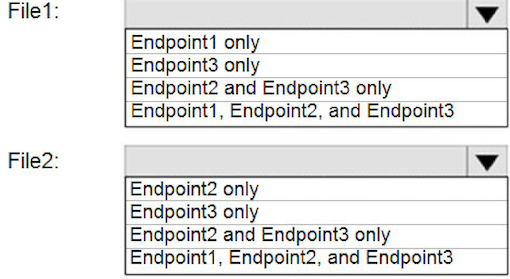 File1:
Endpoint1 only
Endpoint3 only
Endpoint2 and Endpoint3 only
Endpoint1, Endpoint2, and Endpoint3
File2:
Endpoint2 only
Endpoint3 only
Endpoint2 and Endpoint3 only
Endpoint1, Endpoint2, and Endpoint3